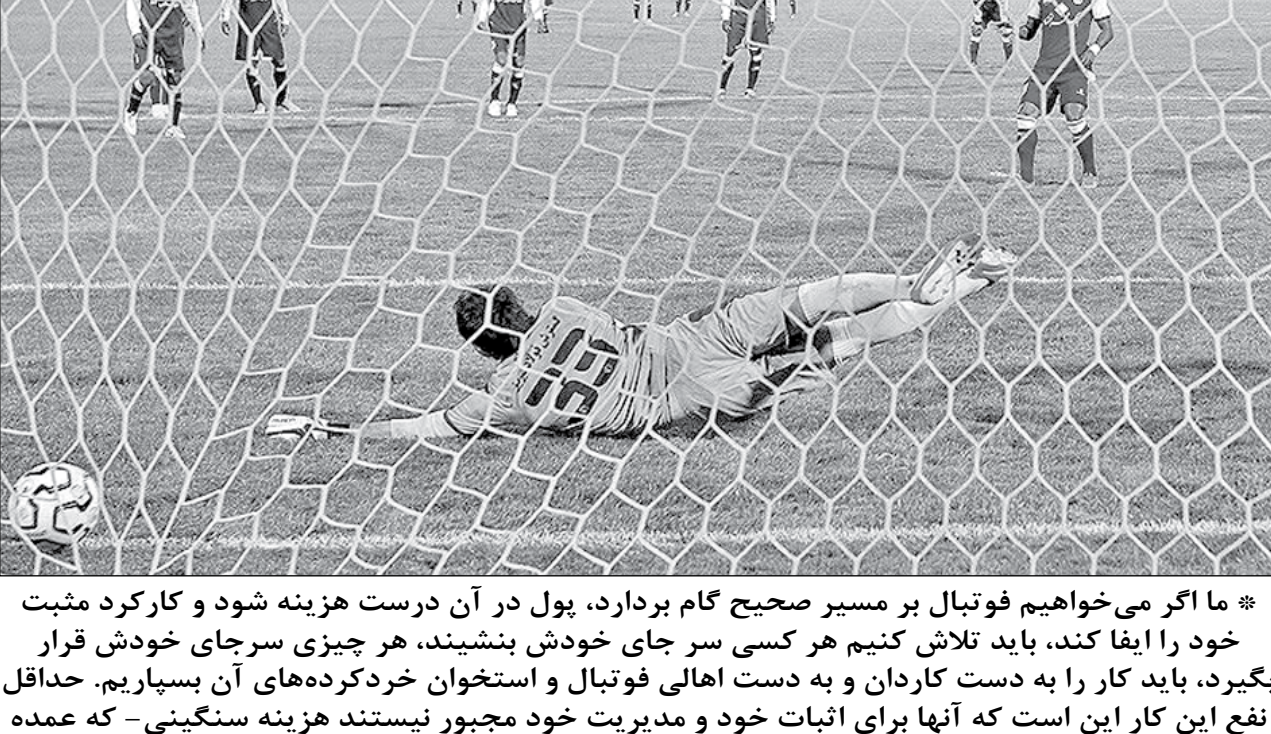 * ما اگر می‌خواهیم فوتبال بر مسیر صحیح گام بردارد، پول در آن درست هزینه شود و کارکرد مثبت
خود را ایفا کند، باید تلاش کنیم هر کسی سر جای خودش بنشیند، هر چیزی سرجای خودش قرار
بگیرد، باید کار را به دست کاردان و به دست اهالی فوتبال و استخوان خردکرده‌های آن بسپاریم. حداقل
نفع این کار این است که آنها برای اثبات خود و مدیریت خود مجبور نیستند هزینه سنگینی- که عمده